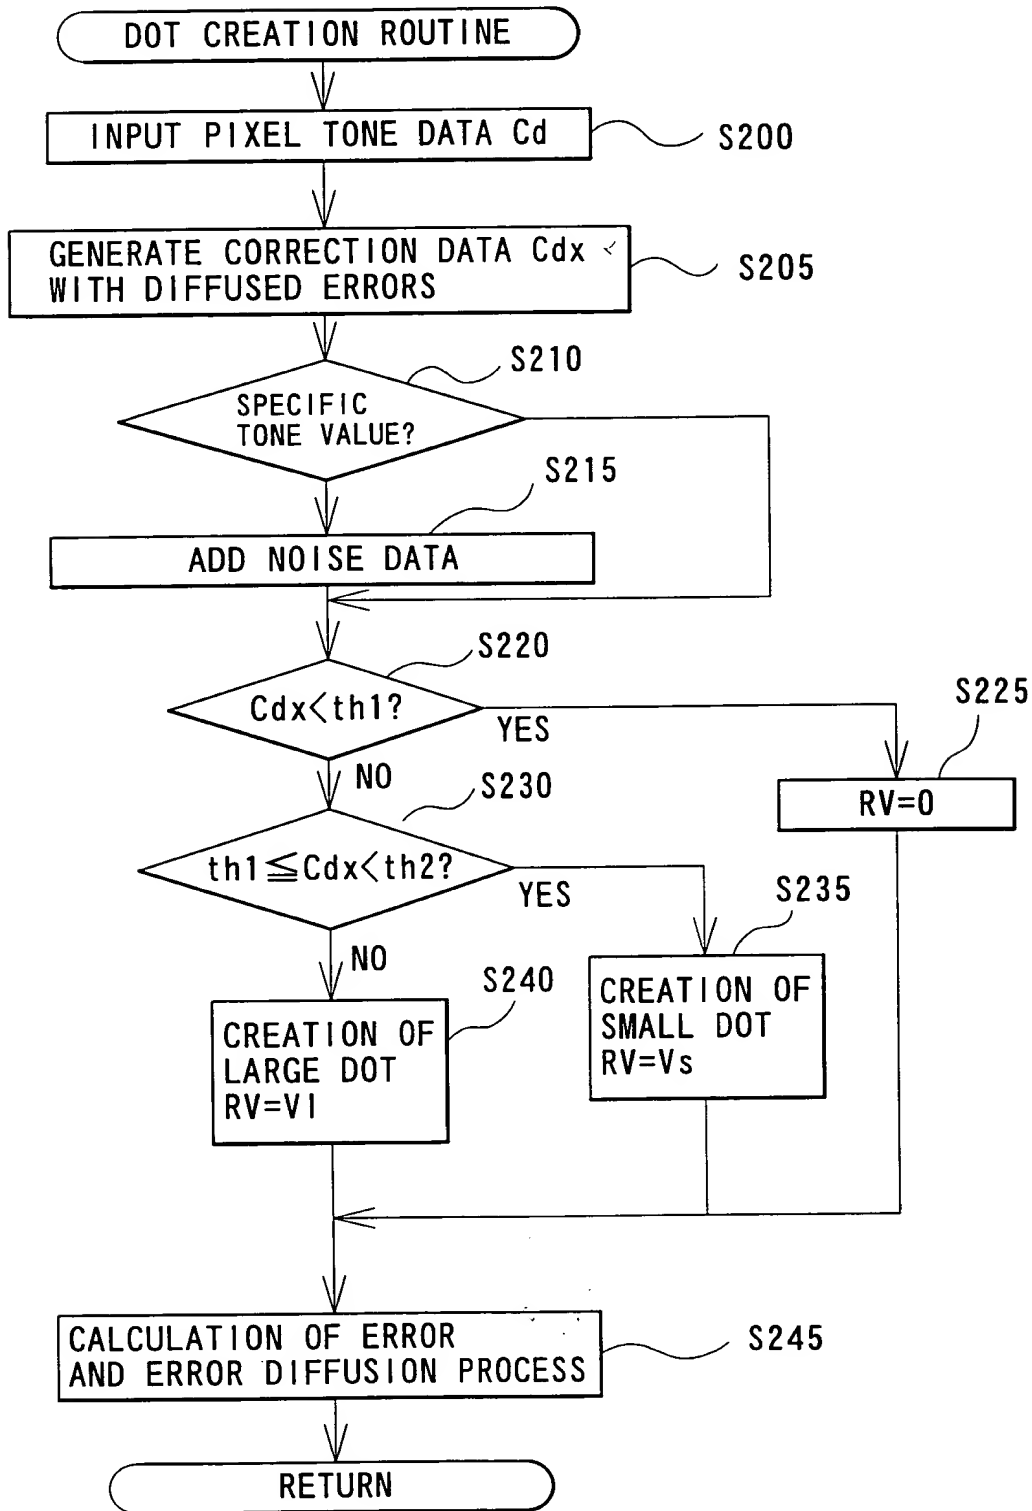 DOT CREATION ROUTINE
INPUT PIXEL TONE DATA Cd
S200
GENERATE CORRECTION DATA Cdx
WITH DIFFUSED ERRORS
S205
S210
SPECIFIC
TONE VALUE?
S215
ADD NOISE DATA
S220
Cdx<th1?
YES
S225
RV=0
NO
S230
th1≦Cdx<th2?
YES
S235
CREATION OF
SMALL DOT
RV=Vs
NO
S240
CREATION OF
LARGE DOT
RV=Vl
CALCULATION OF ERROR
AND ERROR DIFFUSION PROCESS
S245
RETURN